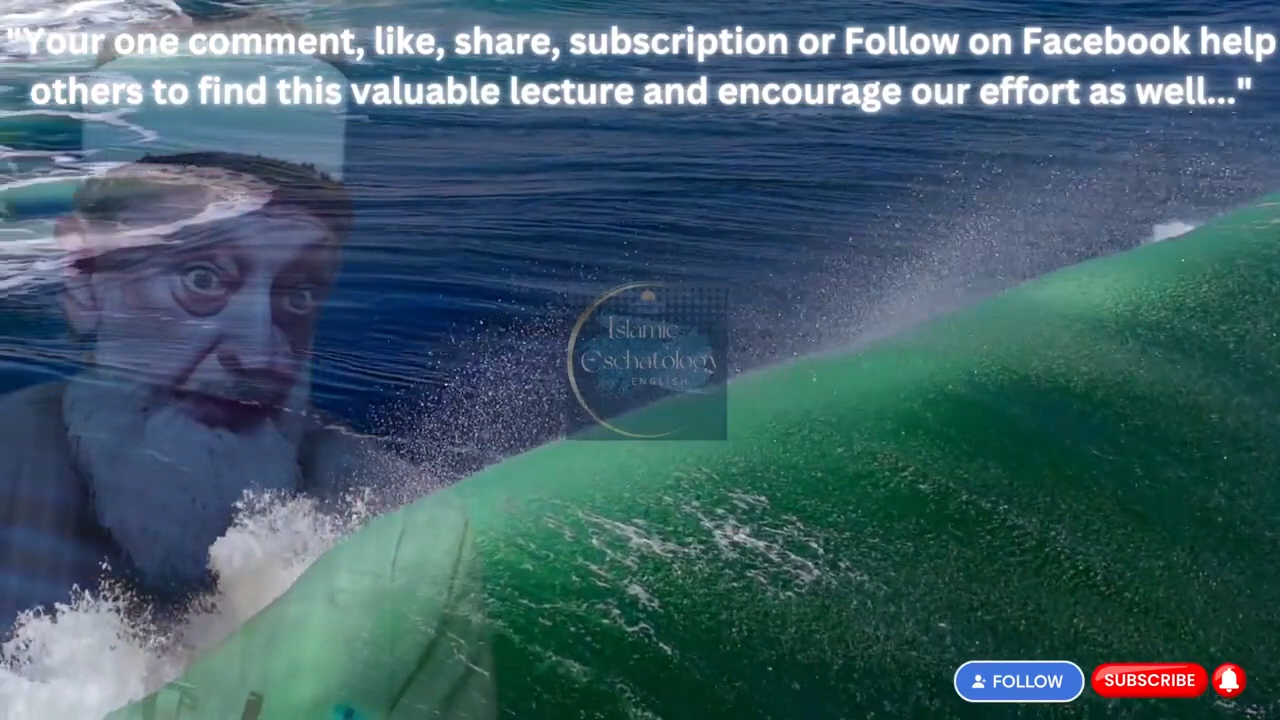 "Your one comment, like, share, subscription or Follow on Facebook help
others to find this valuable lecture and encourage our effort as well..."
Islamic
Eschatology
ENGLISH
FOLLOW
SUBSCRIBE